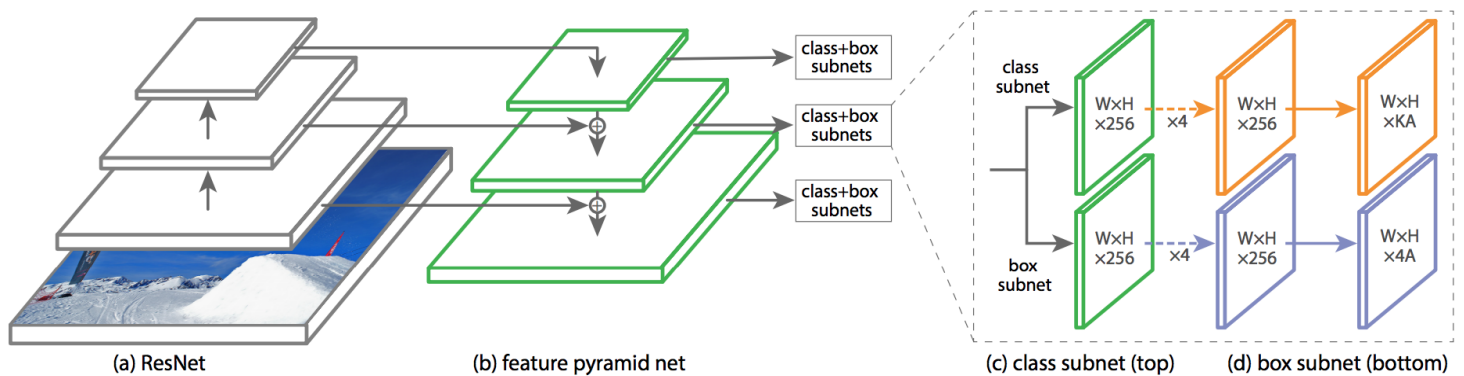 class+box
subnets
class+box
subnets
class+box
subnets
class
subnet
W×H
×256
×4
W×H
×256
W×H
×KA
box
subnet
W×H
×256
×4
W×H
×256
W×H
×4A
(a) ResNet
(b) feature pyramid net
(c) class subnet (top)
(d) box subnet (bottom)